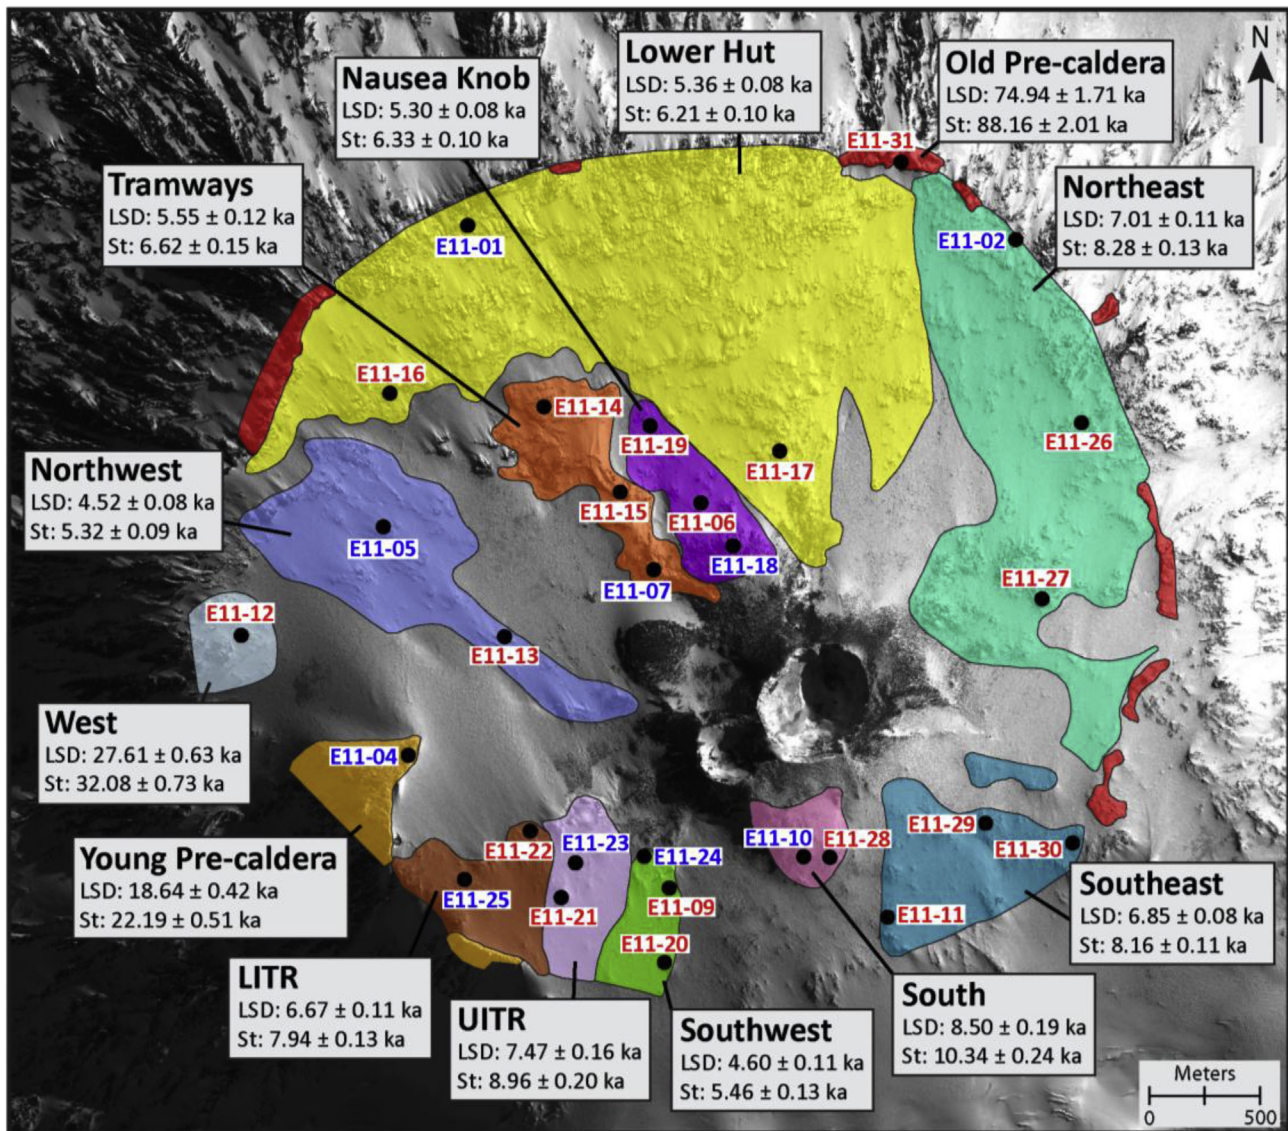 Lower Hut
LSD: 5.36 ± 0.08 ka
St: 6.21 ± 0.10 ka
Old Pre-caldera
LSD: 74.94 ± 1.71 ka
St: 88.16 ± 2.01 ka
N
Nausea Knob
LSD: 5.30 ± 0.08 ka
St: 6.33 ± 0.10 ka
E11-31
Tramways
LSD: 5.55 ± 0.12 ka
St: 6.62 ± 0.15 ka
Northeast
LSD: 7.01 ± 0.11 ka
St: 8.28 ± 0.13 ka
E11-01
E11-02
E11-16
E11-14
E11-19
E11-17
E11-26
Northwest
LSD: 4.52 ± 0.08 ka
St: 5.32 ± 0.09 ka
E11-05
E11-15
E11-06
E11-18
E11-07
E11-27
E11-12
E11-13
West
LSD: 27.61 ± 0.63 ka
St: 32.08 ± 0.73 ka
E11-04
Young Pre-caldera
LSD: 18.64 ± 0.42 ka
St: 22.19 ± 0.51 ka
E11-22
E11-23
E11-24
E11-10
E11-28
E11-29
E11-30
E11-25
E11-21
E11-09
E11-20
E11-11
Southeast
LSD: 6.85 ± 0.08 ka
St: 8.16 ± 0.11 ka
LITR
LSD: 6.67 ± 0.11 ka
St: 7.94 ± 0.13 ka
UITR
LSD: 7.47 ± 0.16 ka
St: 8.96 ± 0.20 ka
Southwest
LSD: 4.60 ± 0.11 ka
St: 5.46 ± 0.13 ka
South
LSD: 8.50 ± 0.19 ka
St: 10.34 ± 0.24 ka
Meters
0 500